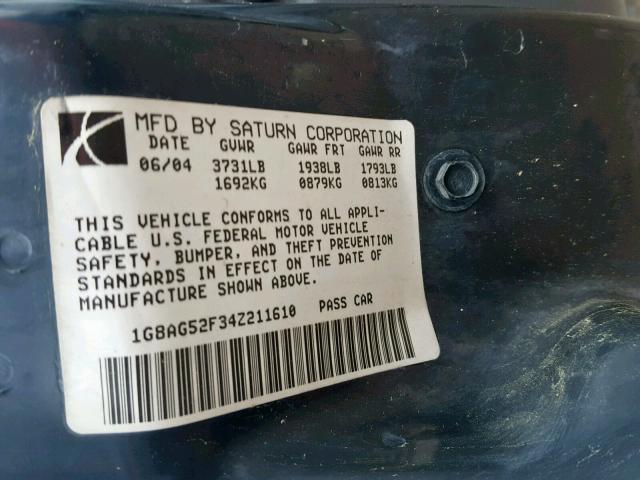 MFD BY SATURN CORPORATION
DATE GVWR GAWR FRT GAWR RR
06/04 3731LB 1938LB 1793LB
1692KG 0879KG 0813KG
THIS VEHICLE CONFORMS TO ALL APPLI-
CABLE U.S. FEDERAL MOTOR VEHICLE
SAFETY, BUMPER, AND THEFT PREVENTION
STANDARDS IN EFFECT ON THE DATE OF
MANUFACTURE SHOWN ABOVE.
1G8AG52F34Z211610 PASS CAR